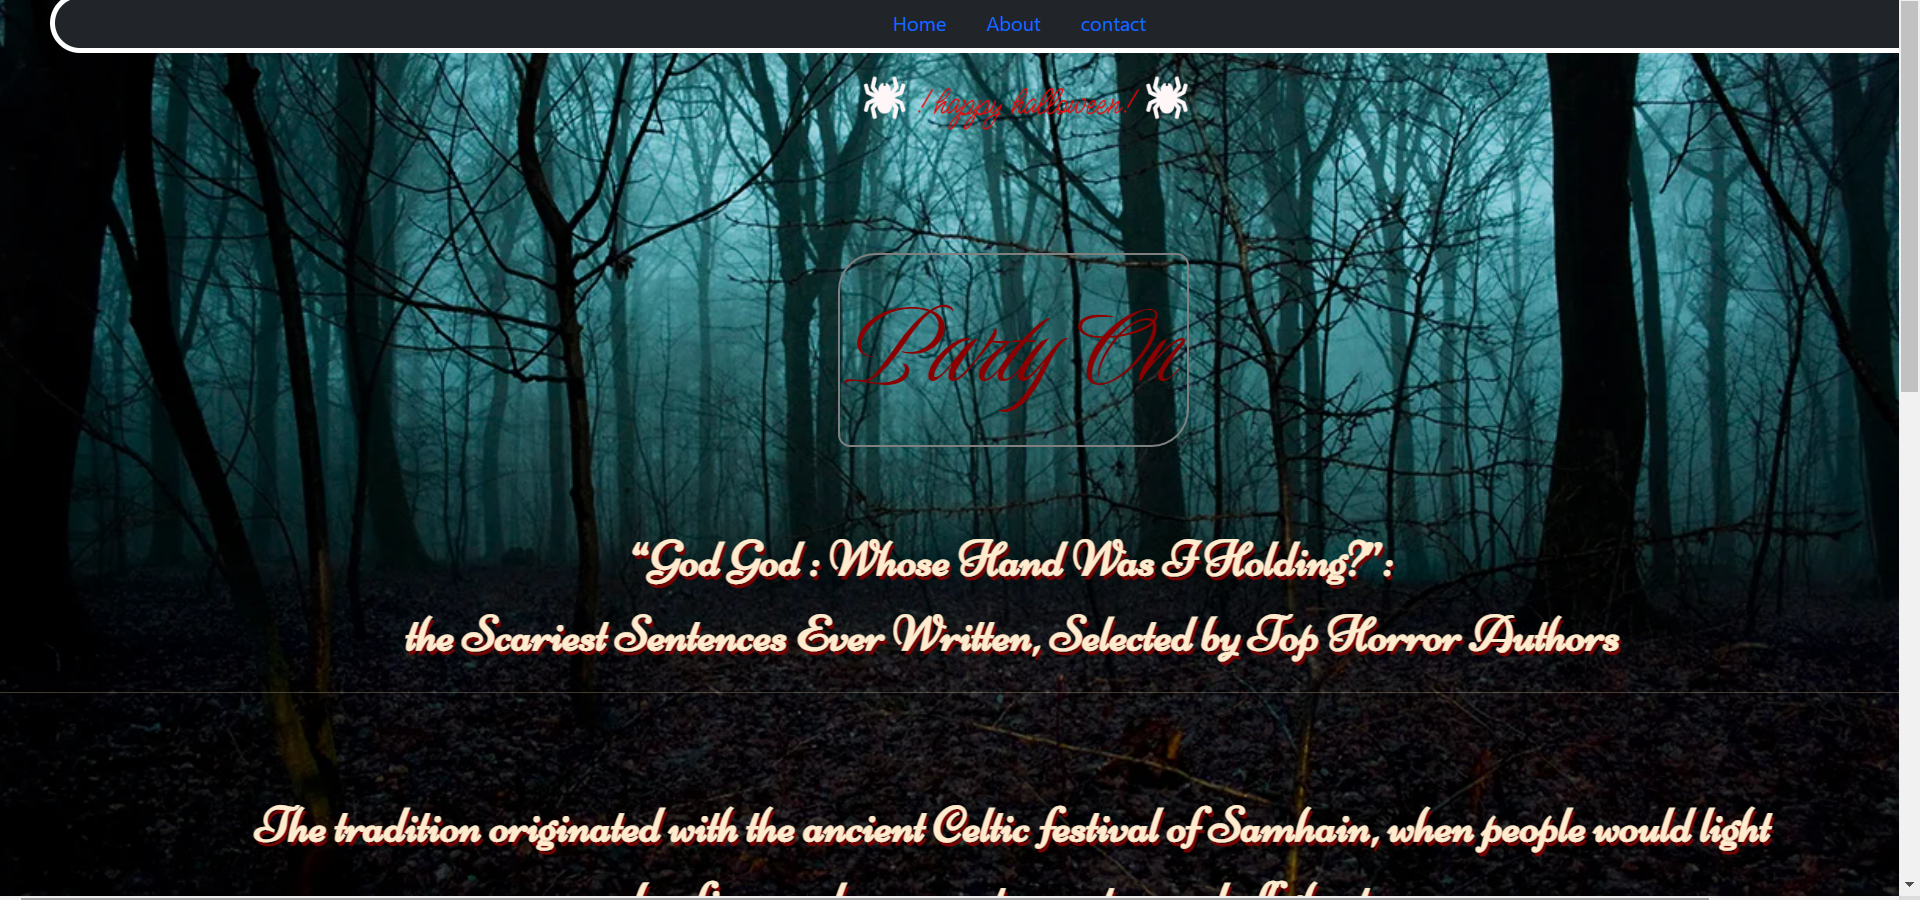 Home About contact
! happy halloween!
Party On
“God God : Whose Hand Was I Holding?”:
the Scariest Sentences Ever Written, Selected by Top Horror Authors
The tradition originated with the ancient Celtic festival of Samhain, when people would light